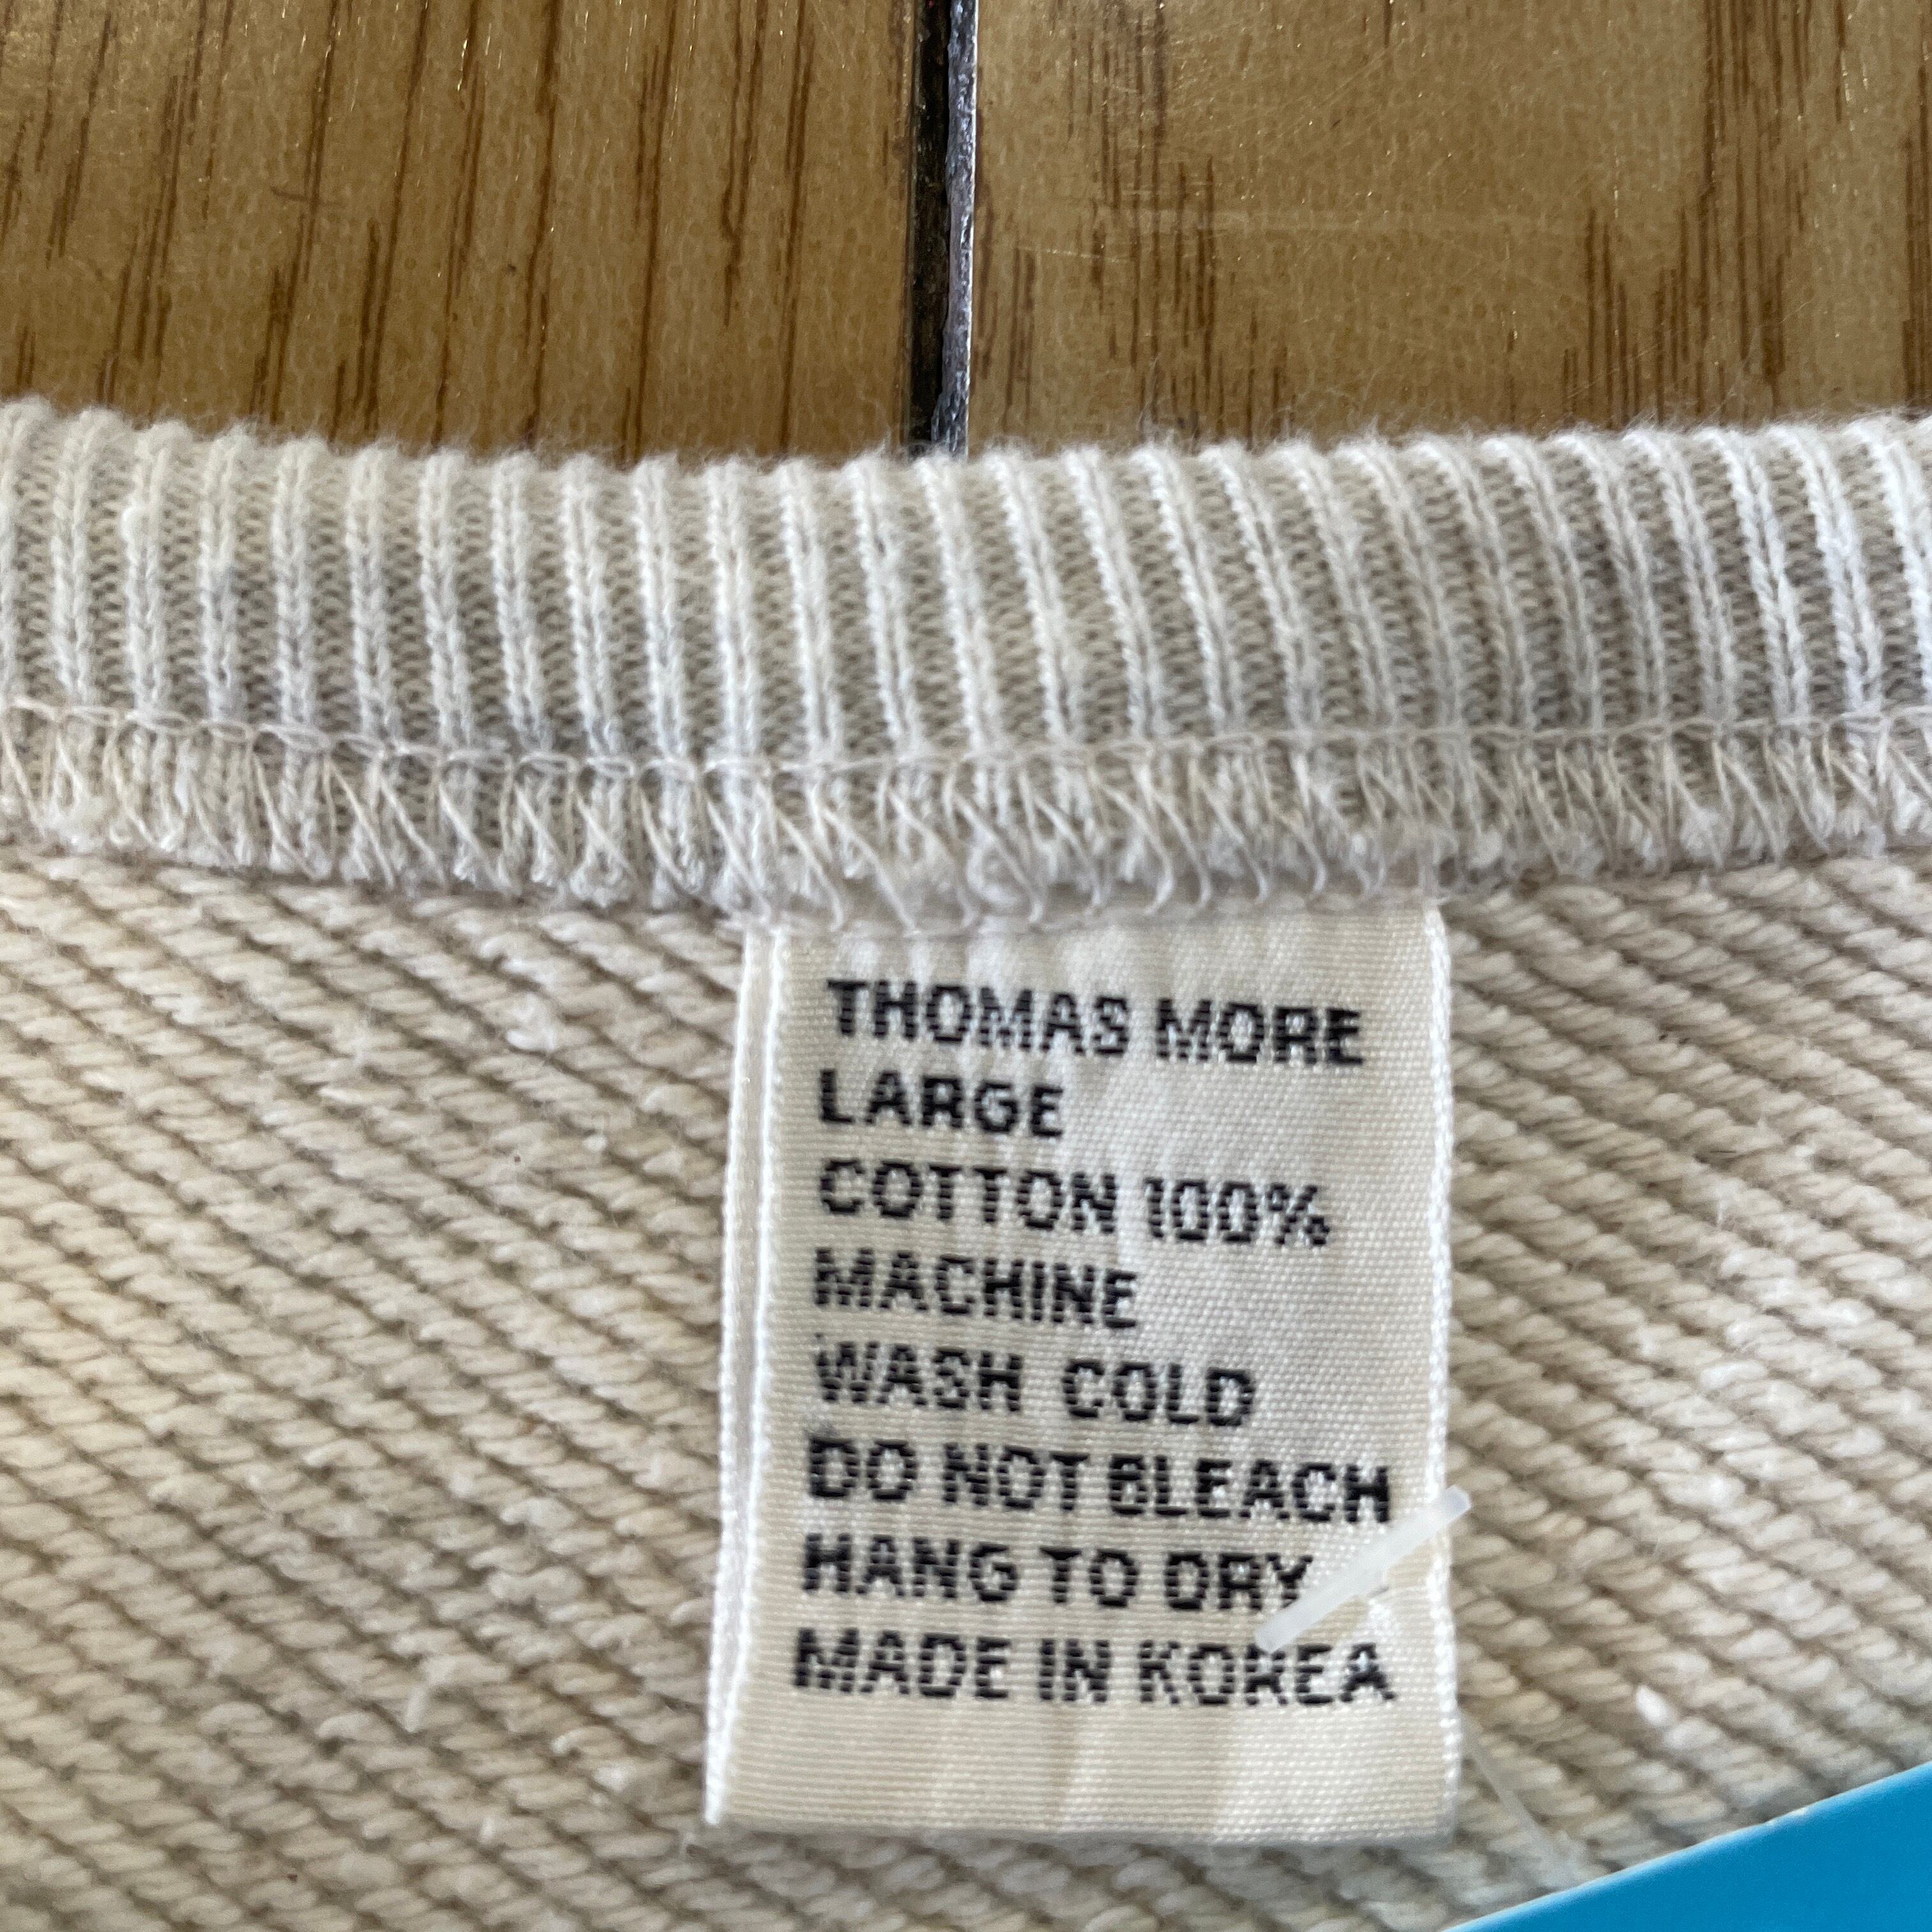 THOMAS MORE
LARGE
COTTON 100%
MACHINE
WASH COLD
DO NOT BLEACH
HANG TO DRY
MADE IN KOREA